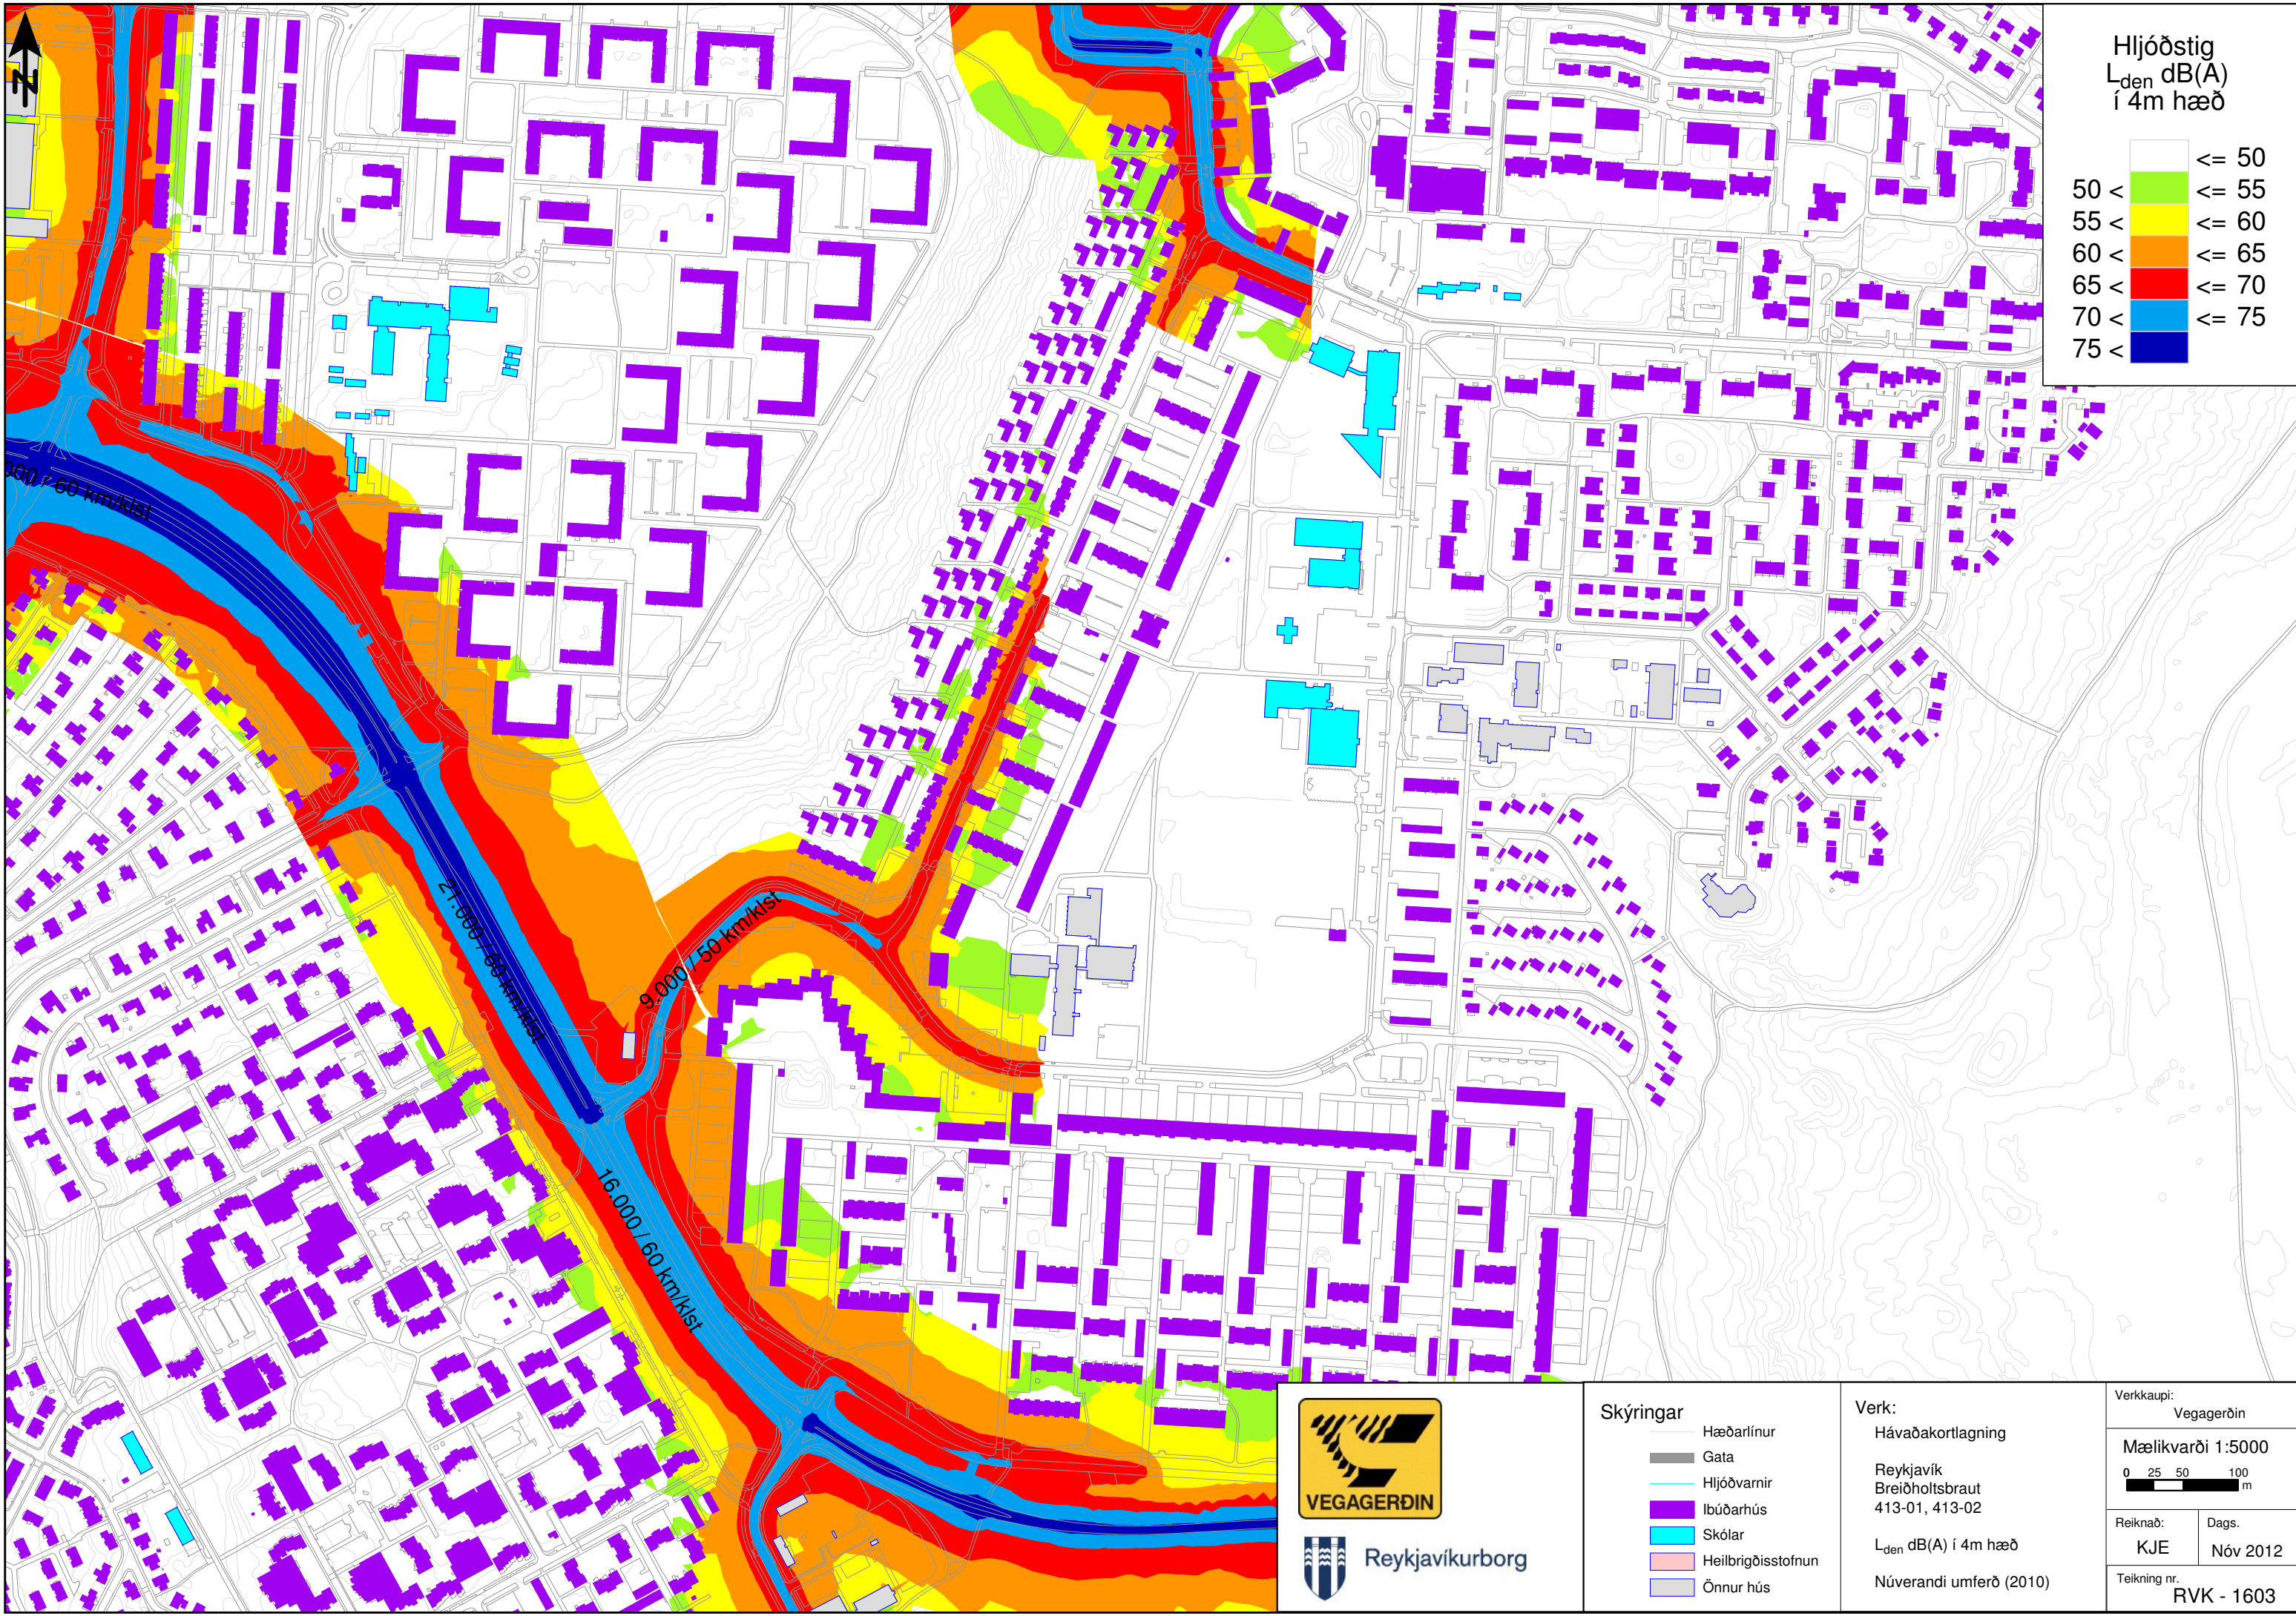 N
Hljóðstig
Lden dB(A)
í 4m hæð
<= 50
50 < <= 55
55 < <= 60
60 < <= 65
65 < <= 70
70 < <= 75
75 <
000 / 60 km/klst
21.000 / 60 km/klst
9.000 / 50 km/klst
16.000 / 60 km/klst
VEGAGERÐIN
Reykjavíkurborg
Skýringar
Hæðarlínur
Gata
Hljóðvarnir
Ibúðarhús
Skólar
Heilbrigðisstofnun
Önnur hús
Verk:
Hávaðakortlagning
Reykjavík
Breiðholtsbraut
413-01, 413-02
Lden dB(A) í 4m hæð
Núverandi umferð (2010)
Verkkaupi:
Vegagerðin
Mælikvarði 1:5000
0 25 50 100
m
Reiknað:
KJE
Dags.
Nóv 2012
Teikning nr.
RVK - 1603